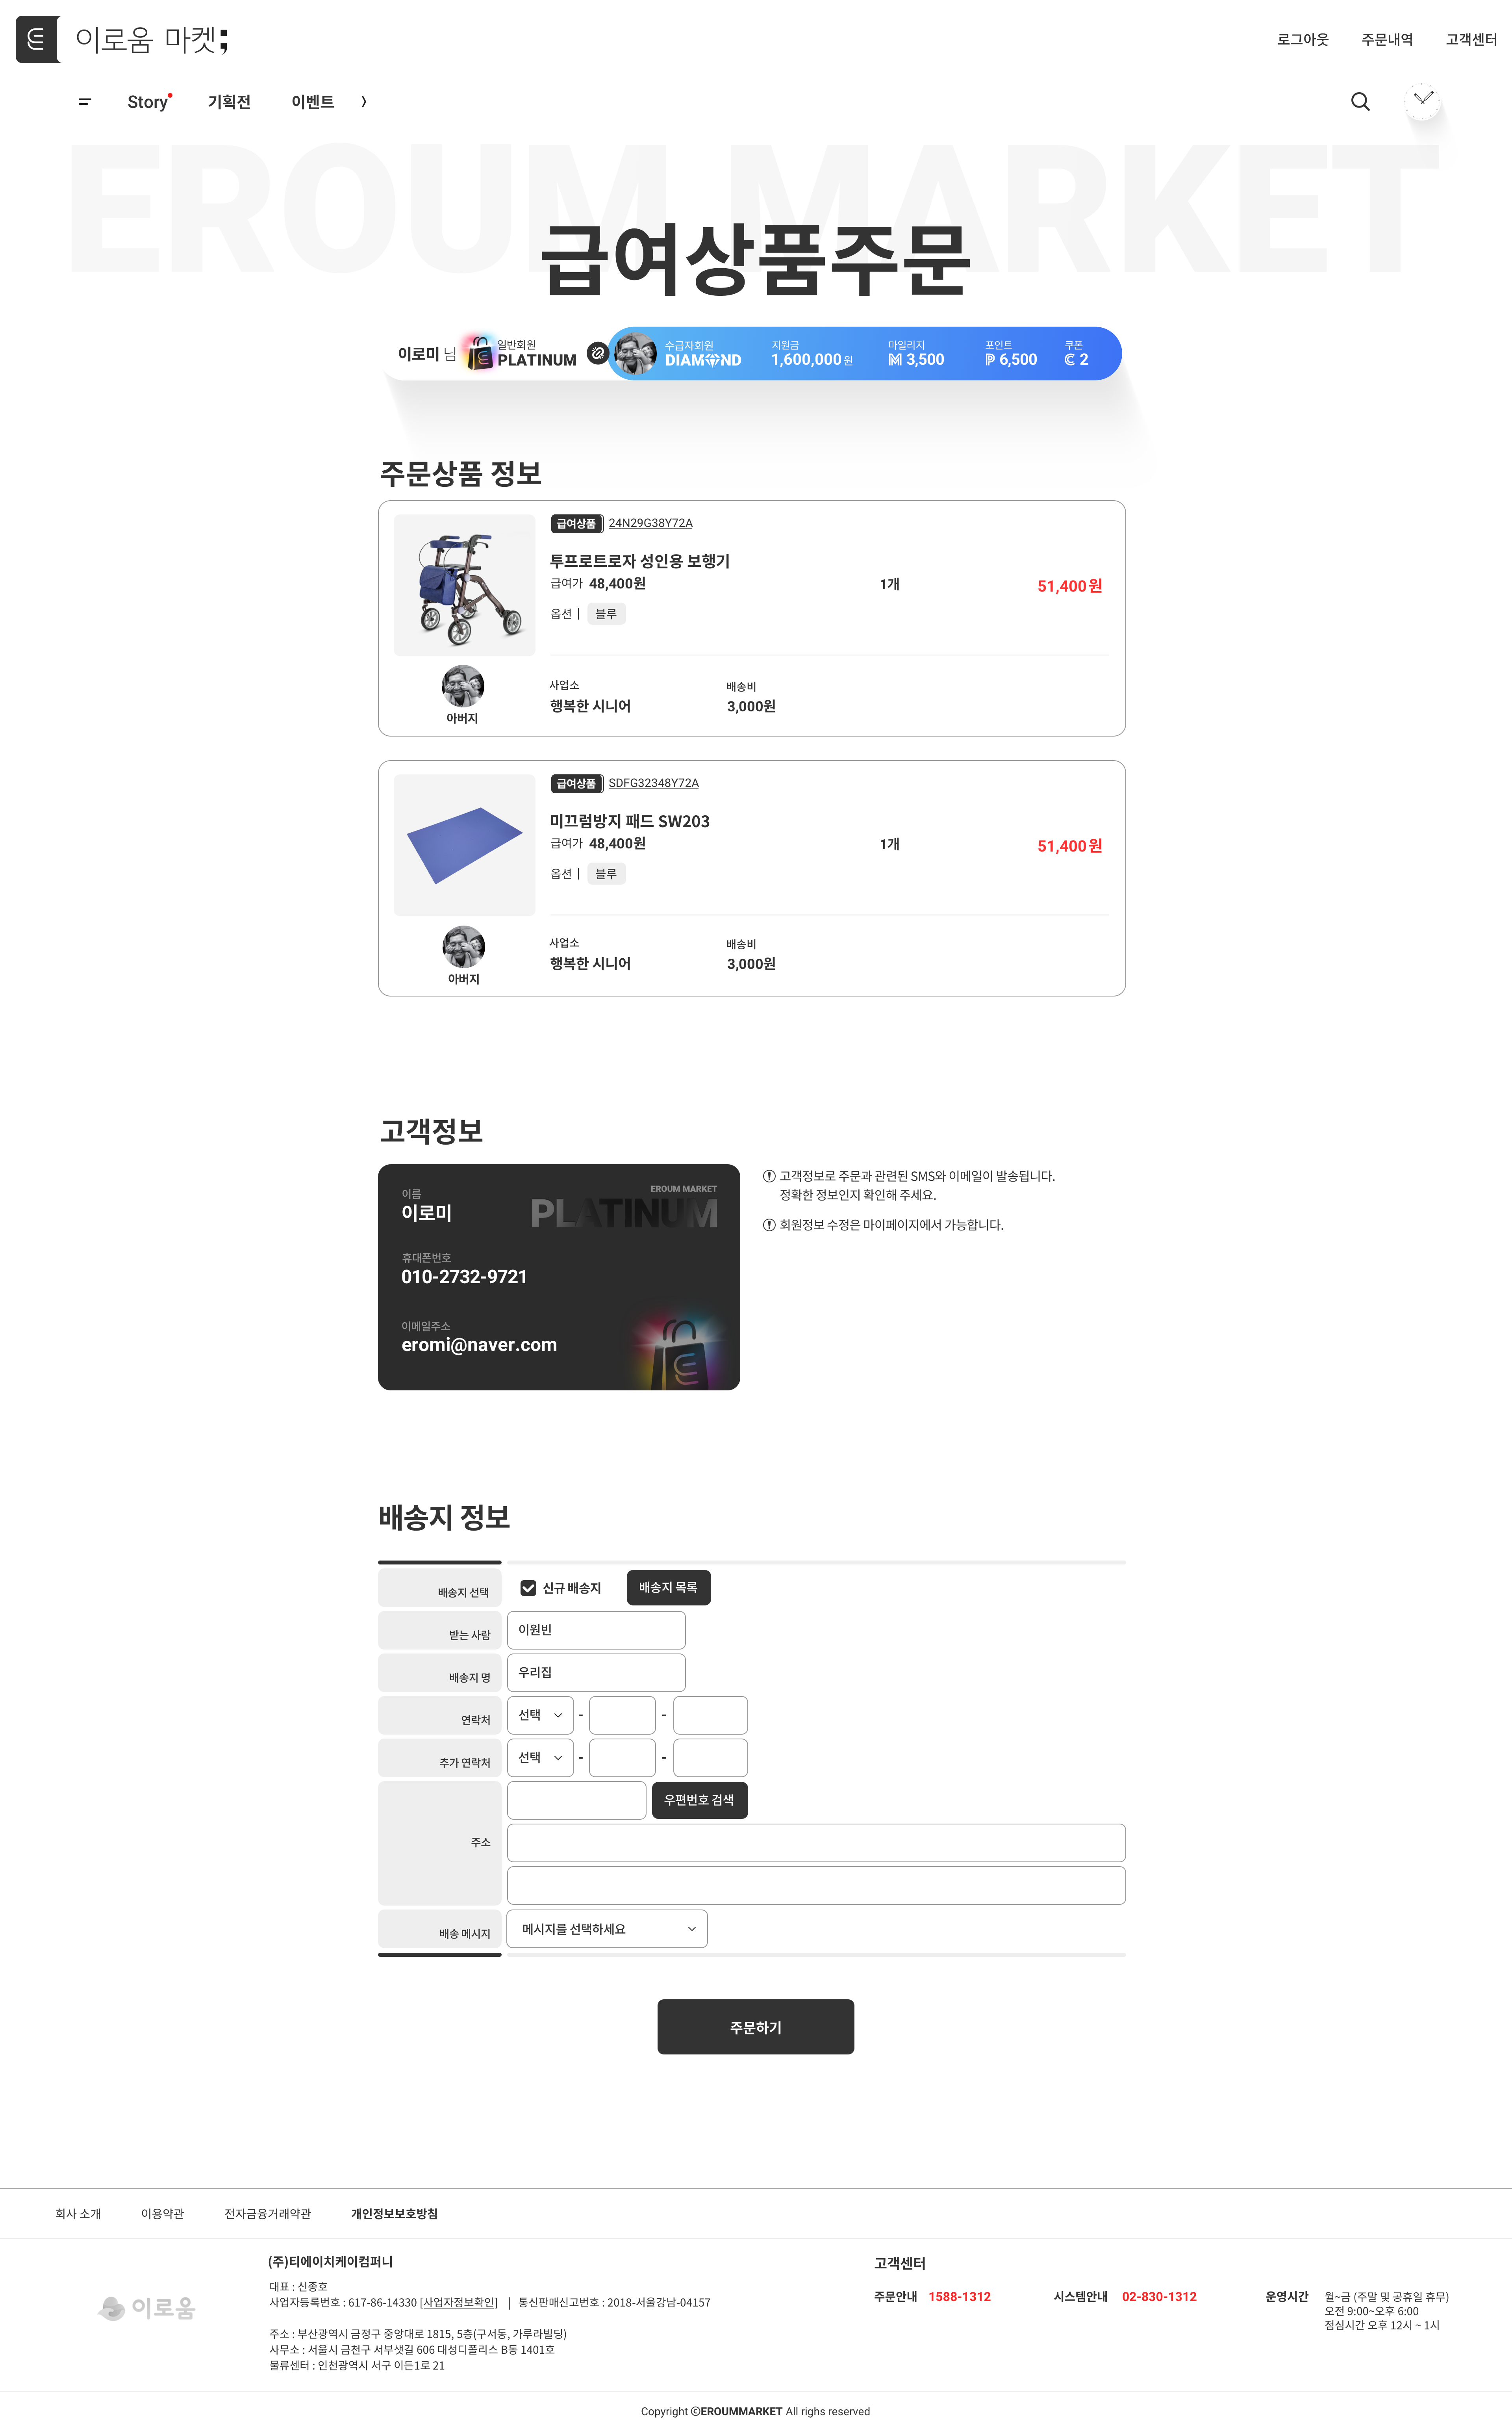 이로움 마켓;
로그아웃 주문내역 고객센터
Story 기획전 이벤트
EROUM MARKET
급여상품주문
이로미 님
일반회원
PLATINUM
수급자회원
DIAMOND
지원금
1,600,000 원
마일리지
M 3,500
포인트
P 6,500
쿠폰
C 2
주문상품 정보
급여상품 24N29G38Y72A
투프로트로자 성인용 보행기
급여가 48,400원
1개
51,400원
옵션 | 블루
아버지
사업소
행복한 시니어
배송비
3,000원
급여상품 SDFG32348Y72A
미끄럼방지 패드 SW203
급여가 48,400원
1개
51,400원
옵션 | 블루
아버지
사업소
행복한 시니어
배송비
3,000원
고객정보
EROUM MARKET
PLATINUM
이름
이로미
휴대폰번호
010-2732-9721
이메일주소
eromi@naver.com
고객정보로 주문과 관련된 SMS와 이메일이 발송됩니다.
정확한 정보인지 확인해 주세요.
회원정보 수정은 마이페이지에서 가능합니다.
배송지 정보
배송지 선택 신규 배송지 배송지 목록
받는 사람 이원빈
배송지 명 우리집
연락처 선택 - -
추가 연락처 선택 - -
우편번호 검색
주소
배송 메시지 메시지를 선택하세요
주문하기
회사 소개 이용약관 전자금융거래약관 개인정보보호방침
이로움
(주)티에이치케이컴퍼니
대표 : 신종호
사업자등록번호 : 617-86-14330 [사업자정보확인] | 통신판매신고번호 : 2018-서울강남-04157
주소 : 부산광역시 금정구 중앙대로 1815, 5층(구서동, 가루라빌딩)
사무소 : 서울시 금천구 서부샛길 606 대성디폴리스 B동 1401호
물류센터 : 인천광역시 서구 이든1로 21
고객센터
주문안내 1588-1312 시스템안내 02-830-1312 운영시간 월~금 (주말 및 공휴일 휴무)
오전 9:00~오후 6:00
점심시간 오후 12시 ~ 1시
Copyright ©EROUMMARKET All righs reserved